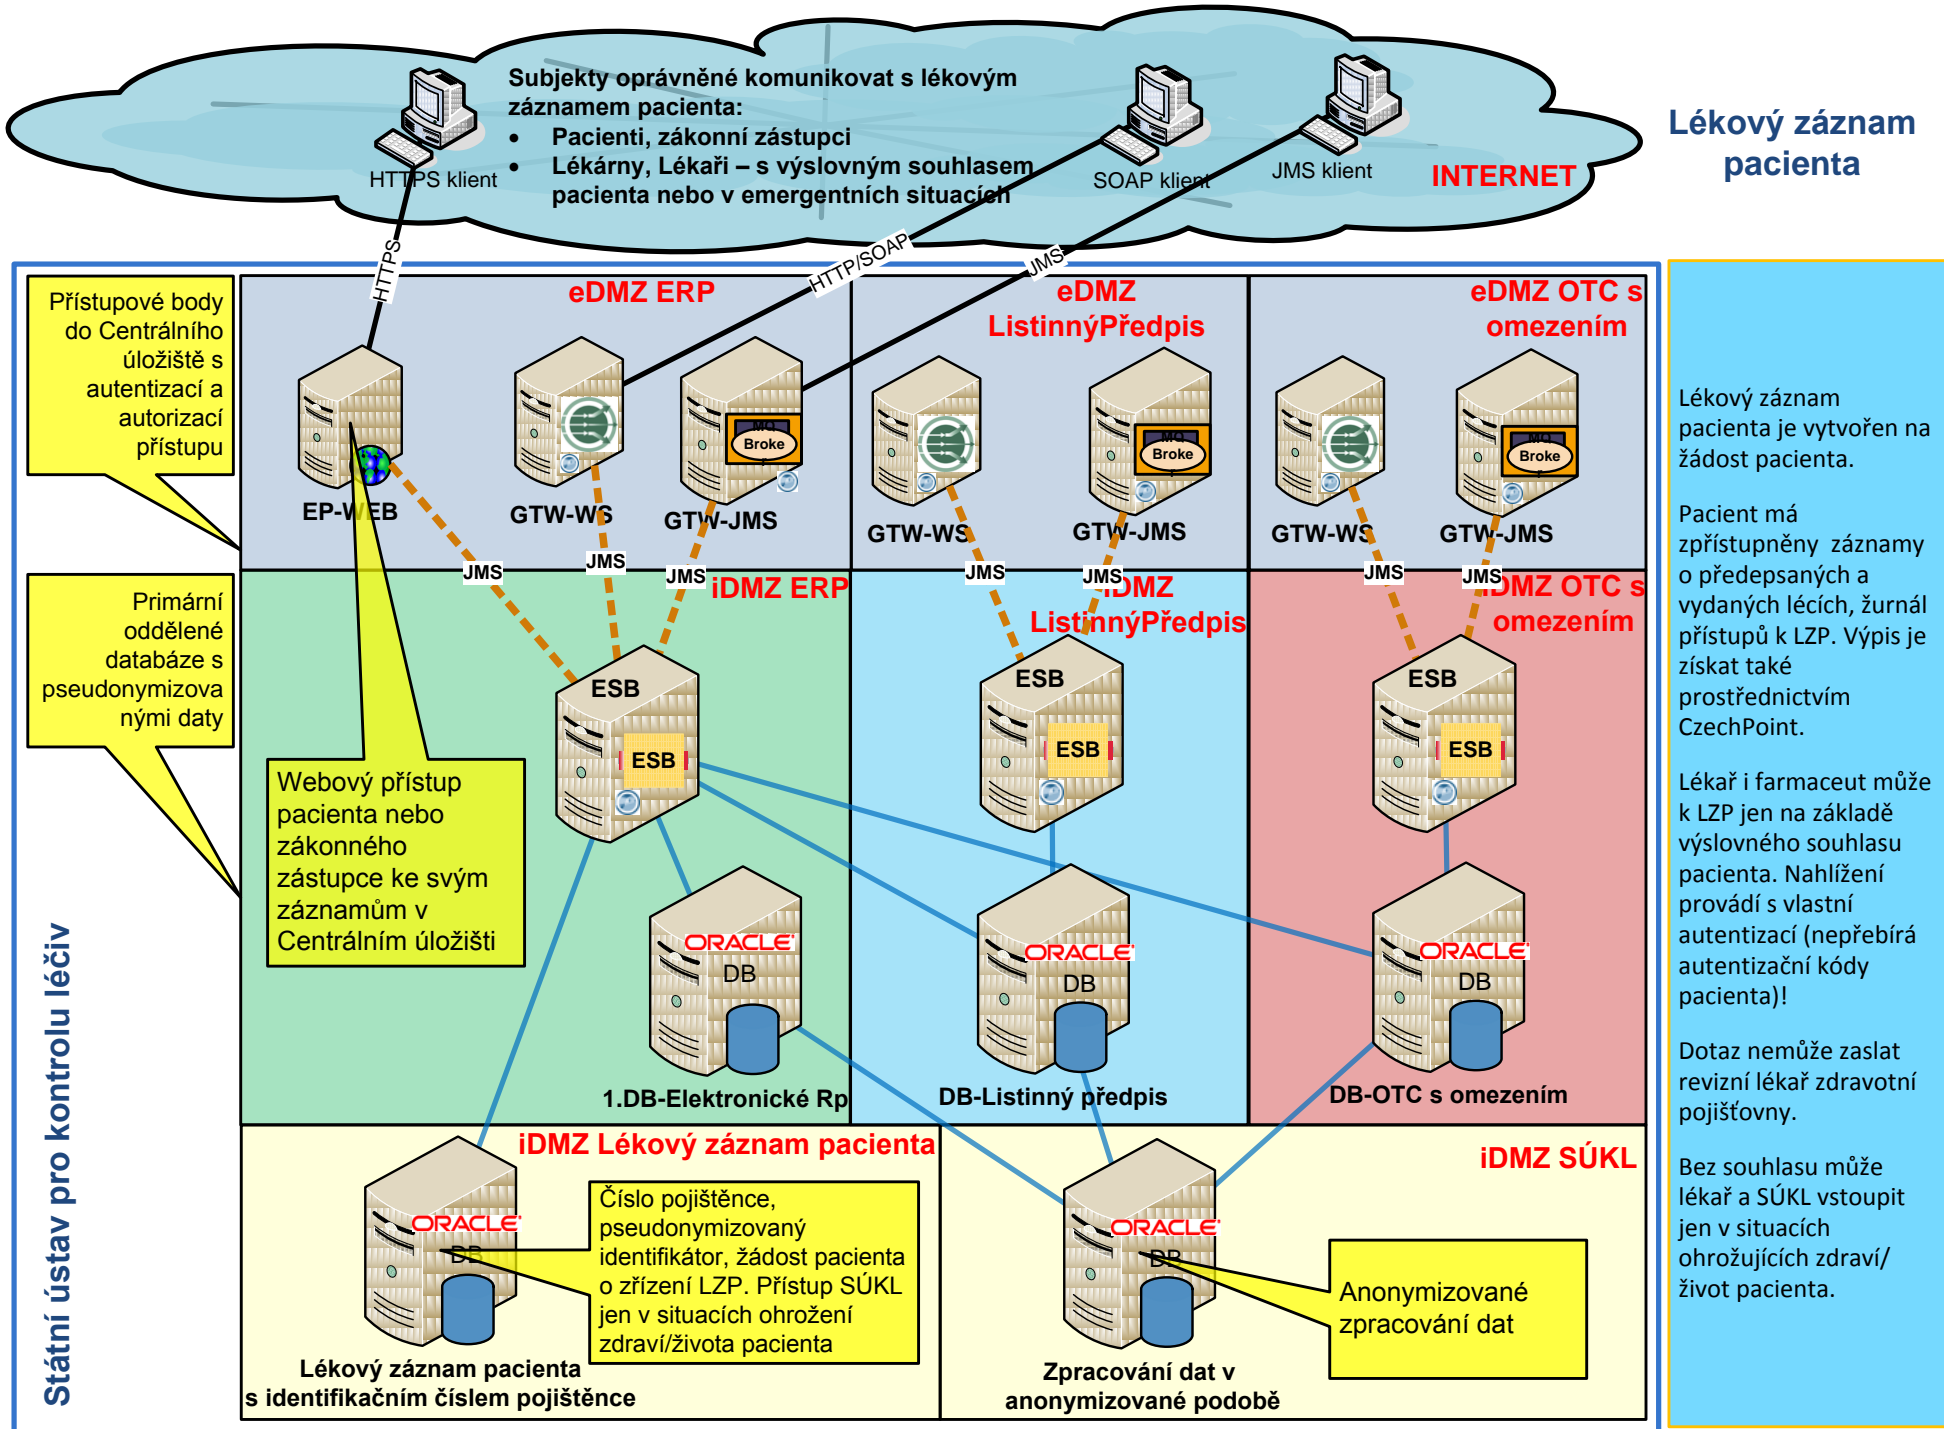 Subjekty oprávněné komunikovat s lékovým
záznamem pacienta:
• Pacienti, zákonní zástupci
• Lékárny, Lékaři – s výslovným souhlasem
pacienta nebo v emergentních situacích
HTTPS klient
SOAP klient
JMS klient
INTERNET
Lékový záznam
pacienta
HTTPS
HTTP/SOAP
JMS
Přístupové body
do Centrálního
úložiště s
autentizací a
autorizací
přístupu
eDMZ ERP
eDMZ
ListinnýPředpis
eDMZ OTC s
omezením
MQ
Broke
r
MQ
Broke
r
MQ
Broke
r
EP-WEB
GTW-WS
GTW-JMS
GTW-WS
GTW-JMS
GTW-WS
GTW-JMS
JMS
JMS
JMS
JMS
JMS
JMS
JMS
Primární
oddělené
databáze s
pseudonymizova
nými daty
iDMZ ERP
iDMZ
ListinnýPředpis
iDMZ OTC s
omezením
ESB
ESB
ESB
ESB
ESB
ESB
Webový přístup
pacienta nebo
zákonného
zástupce ke svým
záznamům v
Centrálním úložišti
ORACLE
DB
ORACLE
DB
ORACLE
DB
1.DB-Elektronické Rp
DB-Listinný předpis
DB-OTC s omezením
iDMZ Lékový záznam pacienta
iDMZ SÚKL
ORACLE
DB
Číslo pojištěnce,
pseudonymizovaný
identifikátor, žádost pacienta
o zřízení LZP. Přístup SÚKL
jen v situacích ohrožení
zdraví/života pacienta
ORACLE
DB
Anonymizované
zpracování dat
Lékový záznam pacienta
s identifikačním číslem pojištěnce
Zpracování dat v
anonymizované podobě
Státní ústav pro kontrolu léčiv
Lékový záznam
pacienta je vytvořen na
žádost pacienta.
Pacient má
zpřístupněny záznamy
o předepsaných a
vydaných lécích, žurnál
přístupů k LZP. Výpis je
získat také
prostřednictvím
CzechPoint.
Lékař i farmaceut může
k LZP jen na základě
výslovného souhlasu
pacienta. Nahlížení
provádí s vlastní
autentizací (nepřebírá
autentizační kódy
pacienta)!
Dotaz nemůže zaslat
revizní lékař zdravotní
pojišťovny.
Bez souhlasu může
lékař a SÚKL vstoupit
jen v situacích
ohrožujících zdraví/
život pacienta.